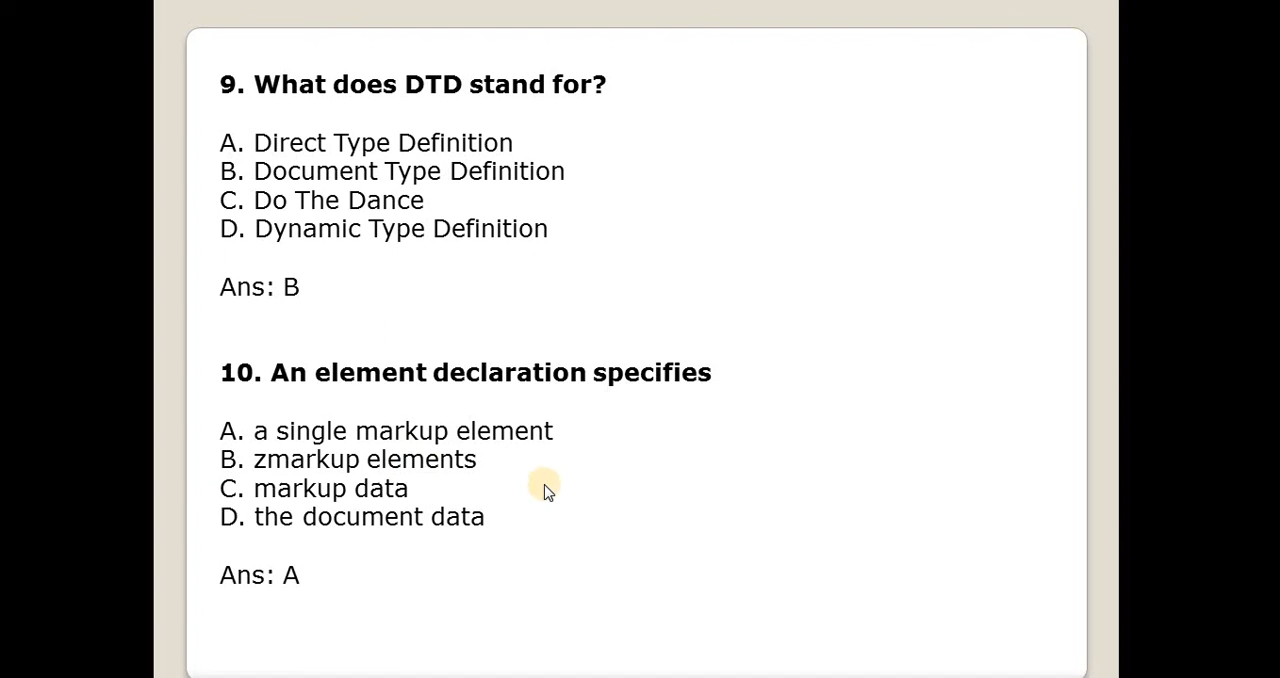 9. What does DTD stand for?
A. Direct Type Definition
B. Document Type Definition
C. Do The Dance
D. Dynamic Type Definition
Ans: B
10. An element declaration specifies
A. a single markup element
B. zmarkup elements
C. markup data
D. the document data
Ans: A